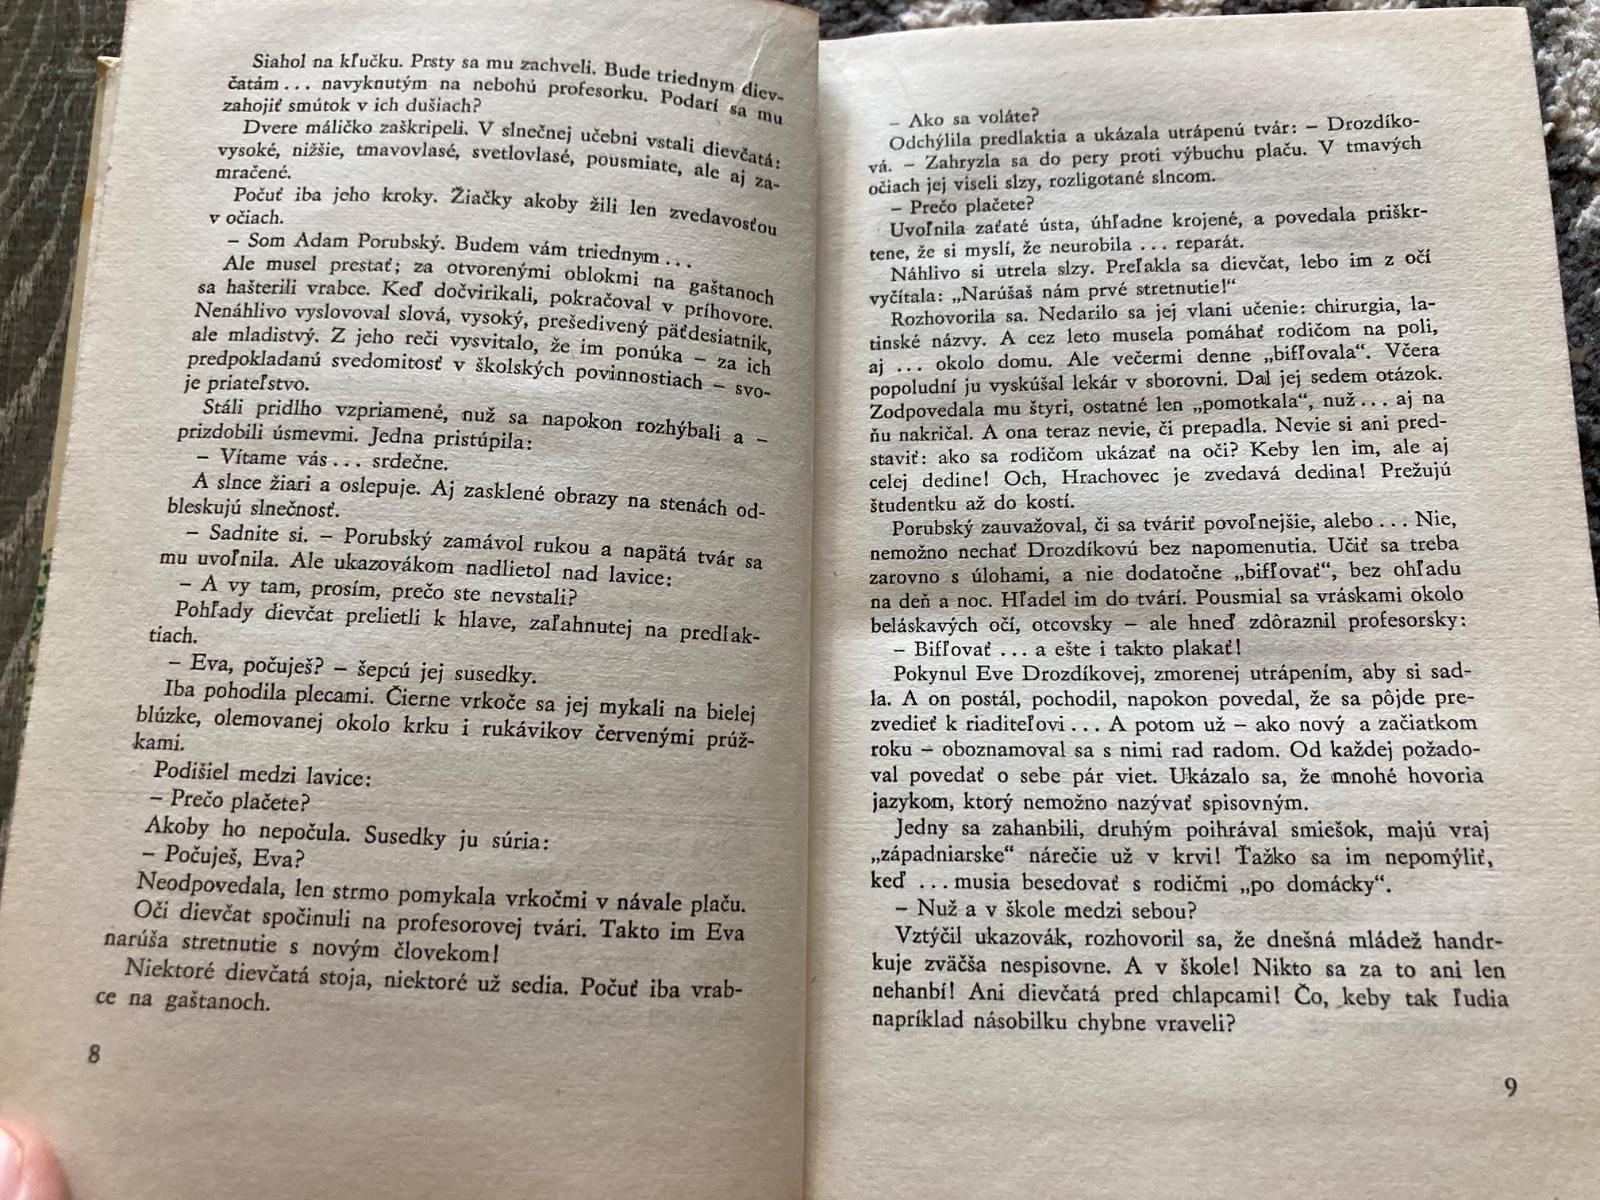 Siahol na kľučku. Prsty sa mu zachveli. Bude triednym diev-
čatám... navyknutým na nebohú profesorku. Podarí sa mu
zahojiť smútok v ich dušiach?
Dvere máličko zaškripeli. V slnečnej učebni vstali dievčatá:
vysoké, nižšie, tmavovlasé, svetlovlasé, pousmiate, ale aj za-
mračené.
Počuť iba jeho kroky. Žiačky akoby žili len zvedavosťou
v očiach.
– Som Adam Porubský. Budem vám triednym...
Ale musel prestať; za otvorenými oblokmi na gaštanoch
sa hašterili vrabce. Keď dočvirikali, pokračoval v príhovore.
Nenáhlivo vyslovoval slová, vysoký, prešedivený päťdesiatnik,
ale mladistvý. Z jeho reči vysvitalo, že im ponúka – za ich
predpokladanú svedomitosť v školských povinnostiach – svo-
je priateľstvo.
Stáli pridlho vzpriamené, nuž sa napokon rozhýbali a –
prizdobili úsmevmi. Jedna pristúpila:
– Vítame vás... srdečne.
A slnce žiari a oslepuje. Aj zasklené obrazy na stenách od-
bleskujú slnečnosť.
– Sadnite si. – Porubský zamávol rukou a napätá tvár sa
mu uvoľnila. Ale ukazovákom nadlietol nad lavice:
– A vy tam, prosím, prečo ste nevstali?
Pohľady dievčat prelietli k hlave, zaľahnutej na predlak-
tiach.
– Eva, počuješ? – šepcú jej susedky.
Iba pohodila plecami. Čierne vrkoče sa jej mykali na bielej
blúzke, olemovanej okolo krku i rukávikov červenými prúž-
kami.
Podišiel medzi lavice:
– Prečo plačete?
Akoby ho nepočula. Susedky ju súria:
– Počuješ, Eva?
Neodpovedala, len strmo pomykala vrkočmi v návale plaču.
Oči dievčat spočinuli na profesorovej tvári. Takto im Eva
narúša stretnutie s novým človekom!
Niektoré dievčatá stoja, niektoré už sedia. Počuť iba vrab-
ce na gaštanoch.
8
– Ako sa voláte?
Odchýlila predlaktia a ukázala utrápenú tvár: – Drozdíko-
vá. – Zahryzla sa do pery proti výbuchu plaču. V tmavých
očiach jej viseli slzy, rozligotané slncom.
– Prečo plačete?
Uvoľnila zaťaté ústa, úhľadne krojené, a povedala priškr-
tene, že si myslí, že neurobila ... reparát.
Náhlivo si utrela slzy. Preľakla sa dievčat, lebo im z očí
vyčítala: „Narúšaš nám prvé stretnutie!“
Rozhovorila sa. Nedarilo sa jej vlani učenie: chirurgia, la-
tinské názvy. A cez leto musela pomáhať rodičom na poli,
aj ... okolo domu. Ale večermi denne „bifľovala“. Včera
popoludní ju vyskúšal lekár v sborovni. Dal jej sedem otázok.
Zodpovedala mu štyri, ostatné len „pomotkala“, nuž... aj na
ňu nakričal. A ona teraz nevie, či prepadla. Nevie si ani pred-
staviť: ako sa rodičom ukázať na oči? Keby len im, ale aj
celej dedine! Och, Hrachovec je zvedavá dedina! Prežujú
študentku až do kostí.
Porubský zauvažoval, či sa tváriť povoľnejšie, alebo... Nie,
nemožno nechať Drozdíkovú bez napomenutia. Učiť sa treba
zarovno s úlohami, a nie dodatočne „bifľovať“, bez ohľadu
na deň a noc. Hľadel im do tvárí. Pousmial sa vráskami okolo
beláskavých očí, otcovsky – ale hneď zdôraznil profesorsky:
– Bifľovať ... a ešte i takto plakať!
Pokynul Eve Drozdíkovej, zmorenej utrápením, aby si sad-
la. A on postál, pochodil, napokon povedal, že sa pôjde pre-
zvedieť k riaditeľovi... A potom už – ako nový a začiatkom
roku – oboznamoval sa s nimi rad radom. Od každej požado-
val povedať o sebe pár viet. Ukázalo sa, že mnohé hovoria
jazykom, ktorý nemožno nazývať spisovným.
Jedny sa zahanbili, druhým poihrával smiešok, majú vraj
„západniarske“ nárečie už v krvi! Ťažko sa im nepomýliť,
keď ...musia besedovať s rodičmi „po domácky“.
– Nuž a v škole medzi sebou?
Vztýčil ukazovák, rozhovoril sa, že dnešná mládež handr-
kuje zväčša nespisovne. A v škole! Nikto sa za to ani len
nehanbí! Ani dievčatá pred chlapcami! Čo, keby tak ľudia
napríklad násobilku chybne vraveli?
9